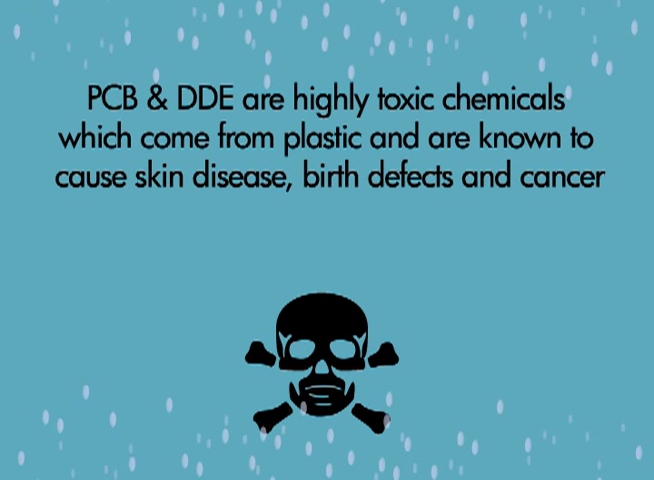 PCB & DDE are highly toxic chemicals
which come from plastic and are known to
cause skin disease, birth defects and cancer